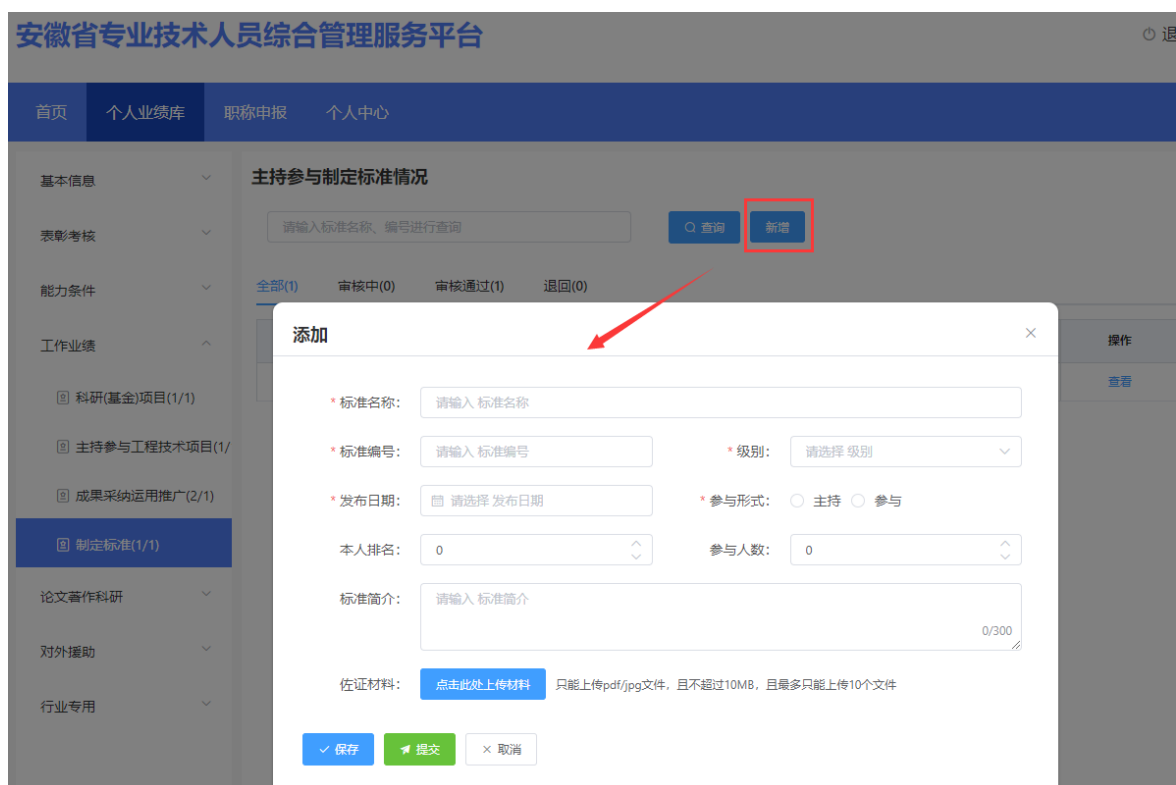 安徽省专业技术人员综合管理服务平台
退
首页 个人业绩库 职称申报 个人中心
基本信息
表彰考核
能力条件
工作业绩
科研(基金)项目(1/1)
主持参与工程技术项目(1/
成果采纳运用推广(2/1)
制定标准(1/1)
论文著作科研
对外援助
行业专用
主持参与制定标准情况
请输入标准名称、编号进行查询 查询 新增
全部(1) 审核中(0) 审核通过(1) 退回(0)
操作
查看
添加
* 标准名称: 请输入 标准名称
* 标准编号: 请输入 标准编号 * 级别: 请选择 级别
* 发布日期: 请选择 发布日期 * 参与形式: 主持 参与
本人排名: 0 参与人数: 0
标准简介: 请输入 标准简介
0/300
佐证材料: 点击此处上传材料 只能上传pdf/jpg文件，且不超过10MB，且最多只能上传10个文件
保存 提交 取消